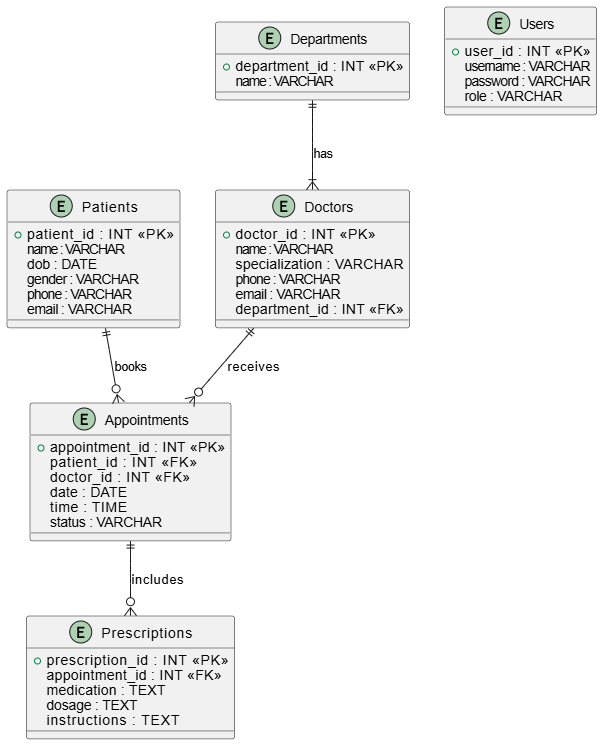 E Departments
department_id : INT «PK»
name : VARCHAR
E Users
user_id : INT «PK»
username : VARCHAR
password : VARCHAR
role : VARCHAR
has
E Patients
patient_id : INT «PK»
name : VARCHAR
dob : DATE
gender : VARCHAR
phone : VARCHAR
email : VARCHAR
E Doctors
doctor_id : INT «PK»
name : VARCHAR
specialization : VARCHAR
phone : VARCHAR
email : VARCHAR
department_id : INT «FK»
books
receives
E Appointments
appointment_id : INT «PK»
patient_id : INT «FK»
doctor_id : INT «FK»
date : DATE
time : TIME
status : VARCHAR
includes
E Prescriptions
prescription_id : INT «PK»
appointment_id : INT «FK»
medication : TEXT
dosage : TEXT
instructions : TEXT